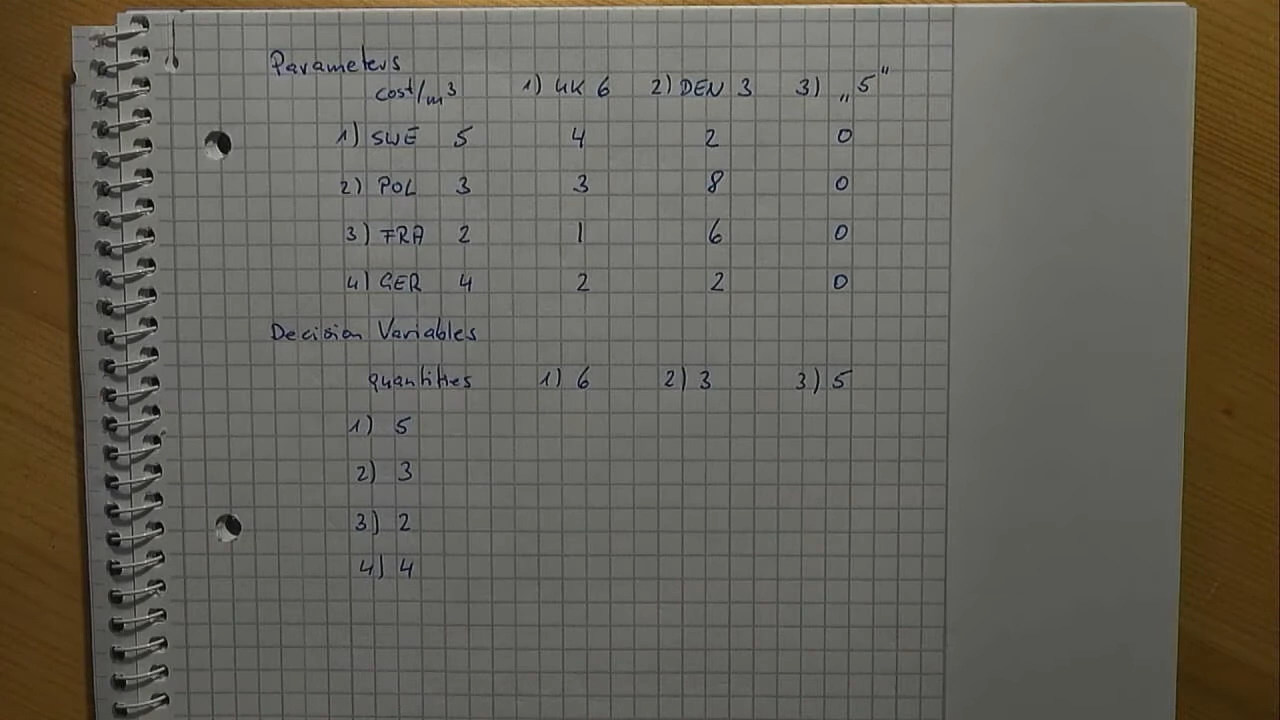 Parameters
cost/m³ 1) UK 6 2) DEN 3 3) „5“
1) SWE 5 4 2 0
2) POL 3 3 8 0
3) FRA 2 1 6 0
4) GER 4 2 2 0
Decision Variables
quantities 1) 6 2) 3 3) 5
1) 5
2) 3
3) 2
4) 4